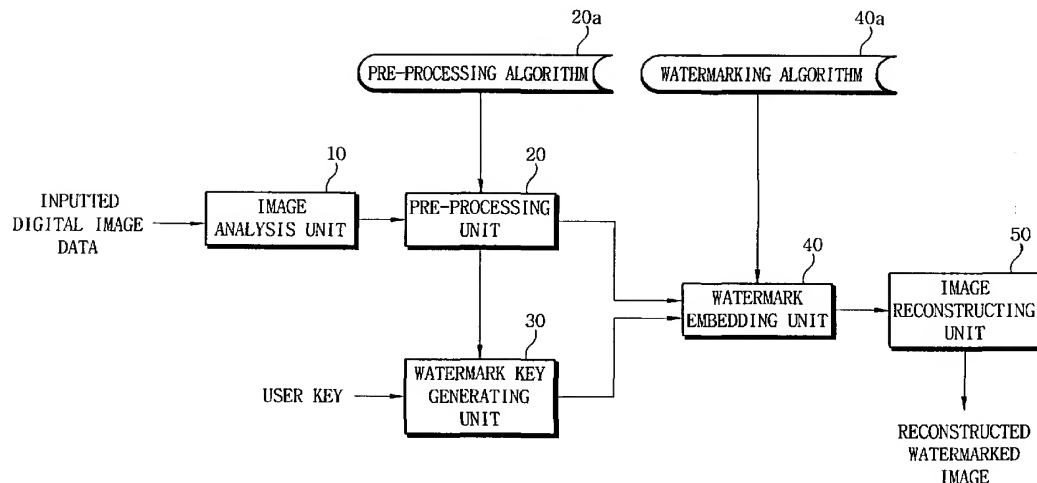 20a
40a
PRE-PROCESSING ALGORITHM
WATERMARKING ALGORITHM
10
20
INPUTTED
DIGITAL IMAGE
DATA
IMAGE
ANALYSIS UNIT
PRE-PROCESSING
UNIT
40
50
WATERMARK
EMBEDDING UNIT
IMAGE
RECONSTRUCTING
UNIT
30
USER KEY
WATERMARK KEY
GENERATING
UNIT
RECONSTRUCTED
WATERMARKED
IMAGE